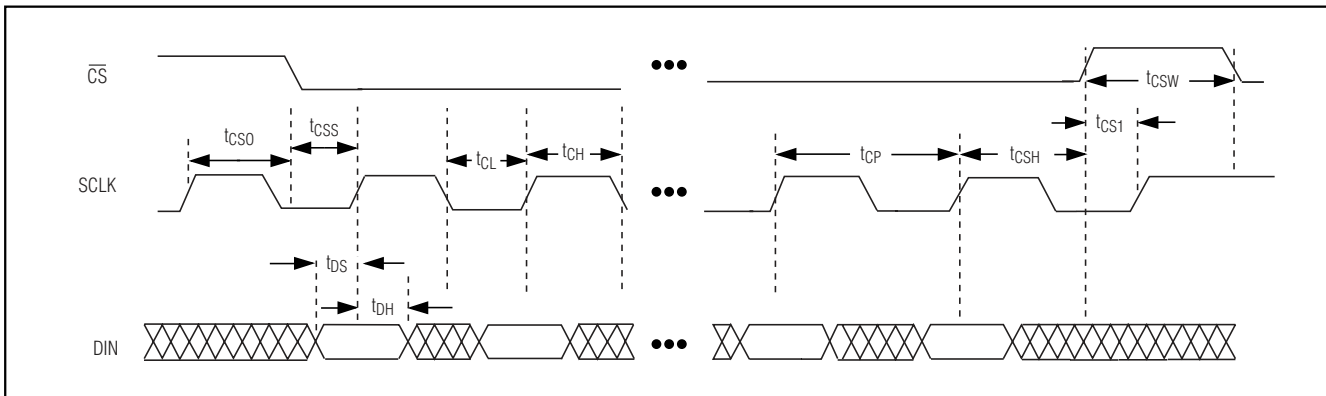 CS
tCSW
tCSO tCSS tCL tCH tCP tCSH tCS1
SCLK
tDS
tDH
DIN